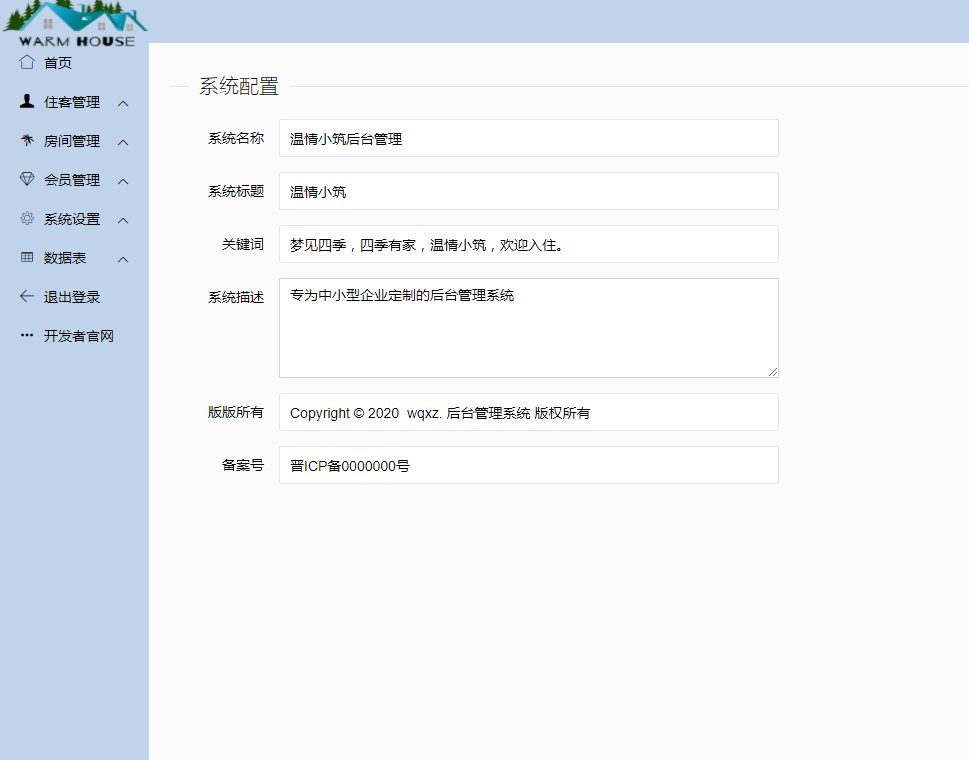 WARM HOUSE
首页
住客管理
房间管理
会员管理
系统设置
数据表
退出登录
开发者官网
系统配置
系统名称 温情小筑后台管理
系统标题 温情小筑
关键词 梦见四季，四季有家，温情小筑，欢迎入住。
系统描述 专为中小型企业定制的后台管理系统
版版所有 Copyright © 2020  wqxz. 后台管理系统 版权所有
备案号 晋ICP备0000000号